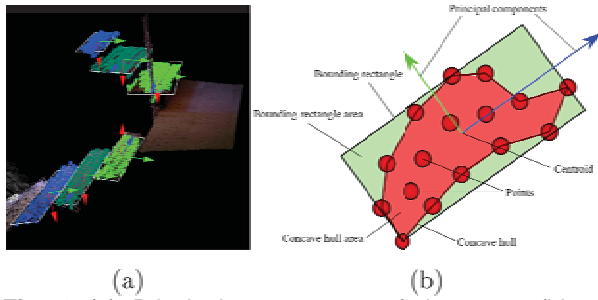 Principal components
Bounding rectangle
Bounding rectangle area
Centroid
Points
Concave hull area
Concave hull
(a)
(b)